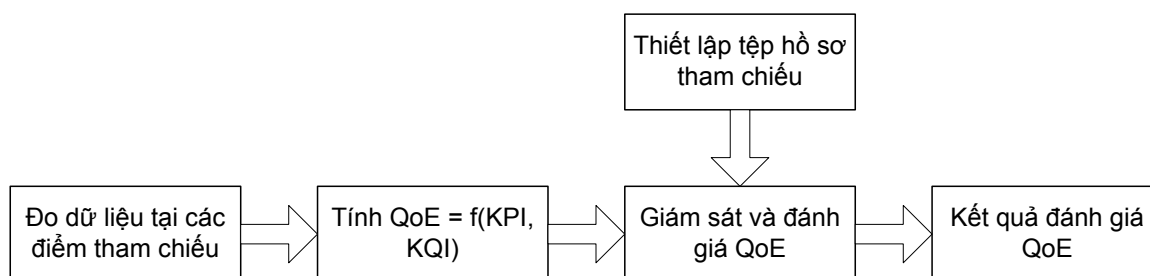 Thiết lập tệp hồ sơ
tham chiếu
Đo dữ liệu tại các
điểm tham chiếu
Tính QoE = f(KPI,
KQI)
Giám sát và đánh
giá QoE
Kết quả đánh giá
QoE